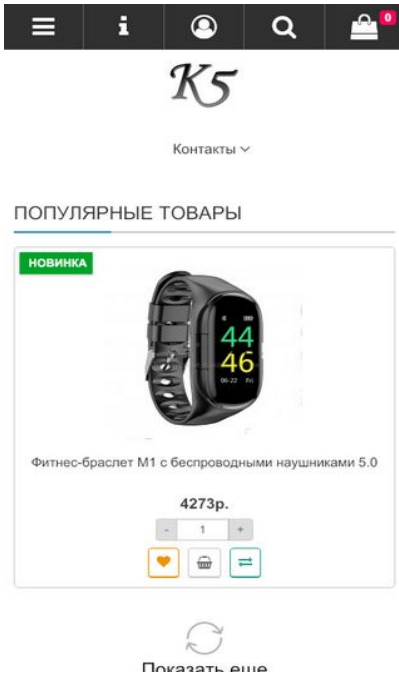 0
K5
Контакты
ПОПУЛЯРНЫЕ ТОВАРЫ
НОВИНКА
44
46
06-22 Fri
Фитнес-браслет M1 с беспроводными наушниками 5.0
4273р.
- 1 +
Показать еще